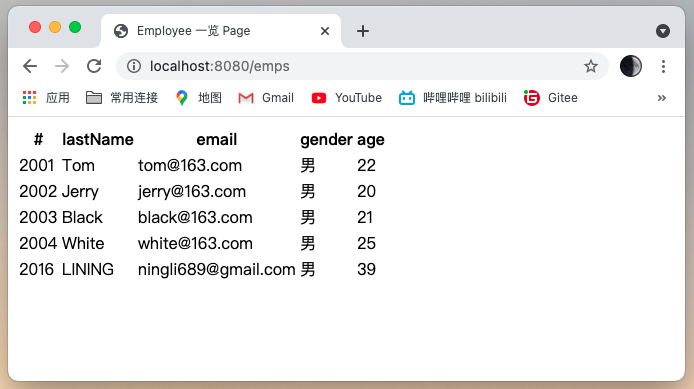 Employee 一览 Page
localhost:8080/emps
应用 常用连接 地图 Gmail YouTube 哔哩哔哩 bilibili Gitee »
# lastName email gender age
2001 Tom tom@163.com 男 22
2002 Jerry jerry@163.com 男 20
2003 Black black@163.com 男 21
2004 White white@163.com 男 25
2016 LINING ningli689@gmail.com 男 39